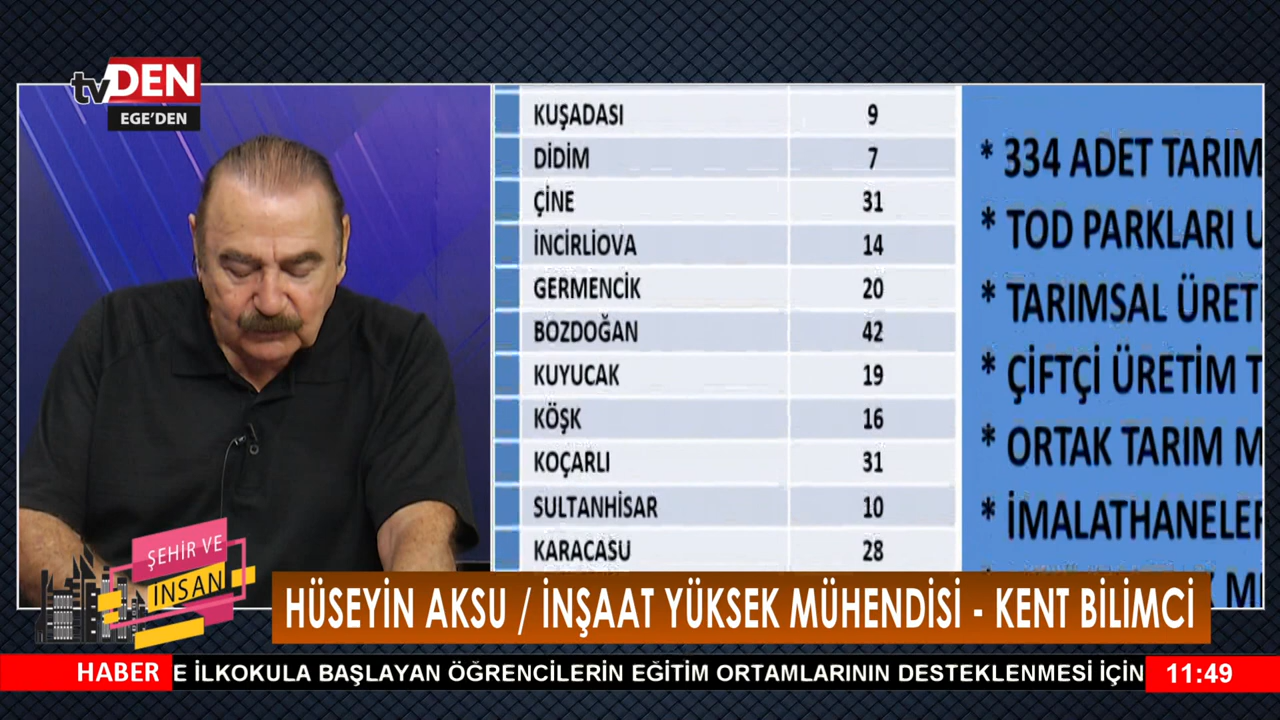 tvDEN
EGE'DEN
KUŞADASI 9
DİDİM 7
ÇİNE 31
İNCİRLİOVA 14
GERMENCİK 20
BOZDOĞAN 42
KUYUCAK 19
KÖŞK 16
KOÇARLI 31
SULTANHİSAR 10
KARACASU 28
* 334 ADET TARIM
* TOD PARKLARI U
* TARIMSAL ÜRETİ
* ÇİFTÇİ ÜRETİM T
* ORTAK TARIM M
* İMALATHANELER
ŞEHİR VE
İNSAN
HÜSEYİN AKSU / İNŞAAT YÜKSEK MÜHENDİSİ - KENT BİLİMCİ
HABER E İLKOKULA BAŞLAYAN ÖĞRENCİLERİN EĞİTİM ORTAMLARININ DESTEKLENMESİ İÇİN 11:49